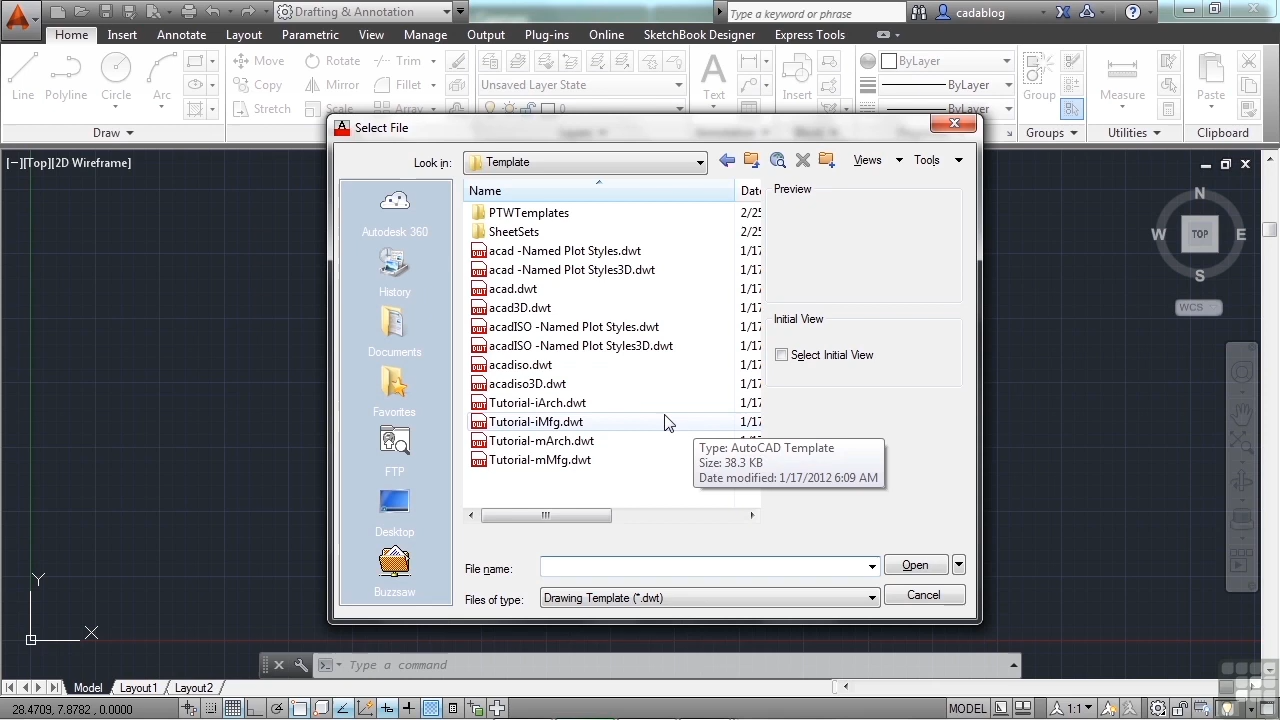 Drafting & Annotation
Type a keyword or phrase
cadablog
Home Insert Annotate Layout Parametric View Manage Output Plug-ins Online SketchBook Designer Express Tools
Line Polyline Circle Arc
Move Rotate Trim
Copy Mirror Fillet
Stretch Scale Array
Unsaved Layer State
0
Text
Insert
ByLayer
ByLayer
ByLayer
Group
Measure
Paste
Draw
Groups Utilities Clipboard
[−][Top][2D Wireframe]
Select File
Look in: Template
Views Tools
Name Date
PTWTemplates 2/25
SheetSets 2/25
acad -Named Plot Styles.dwt 1/17
acad -Named Plot Styles3D.dwt 1/17
acad.dwt 1/17
acad3D.dwt 1/17
acadISO -Named Plot Styles.dwt 1/17
acadISO -Named Plot Styles3D.dwt 1/17
acadiso.dwt 1/17
acadiso3D.dwt 1/17
Tutorial-iArch.dwt 1/17
Tutorial-iMfg.dwt 1/17
Tutorial-mArch.dwt
Tutorial-mMfg.dwt
Autodesk 360
History
Documents
Favorites
FTP
Desktop
Buzzsaw
Preview
Initial View
Select Initial View
Type: AutoCAD Template
Size: 38.3 KB
Date modified: 1/17/2012 6:09 AM
File name:
Open
Files of type: Drawing Template (*.dwt)
Cancel
N
W TOP E
S
WCS
Y
X
Type a command
Model Layout1 Layout2
28.4709, 7.8782, 0.0000
MODEL
1:1